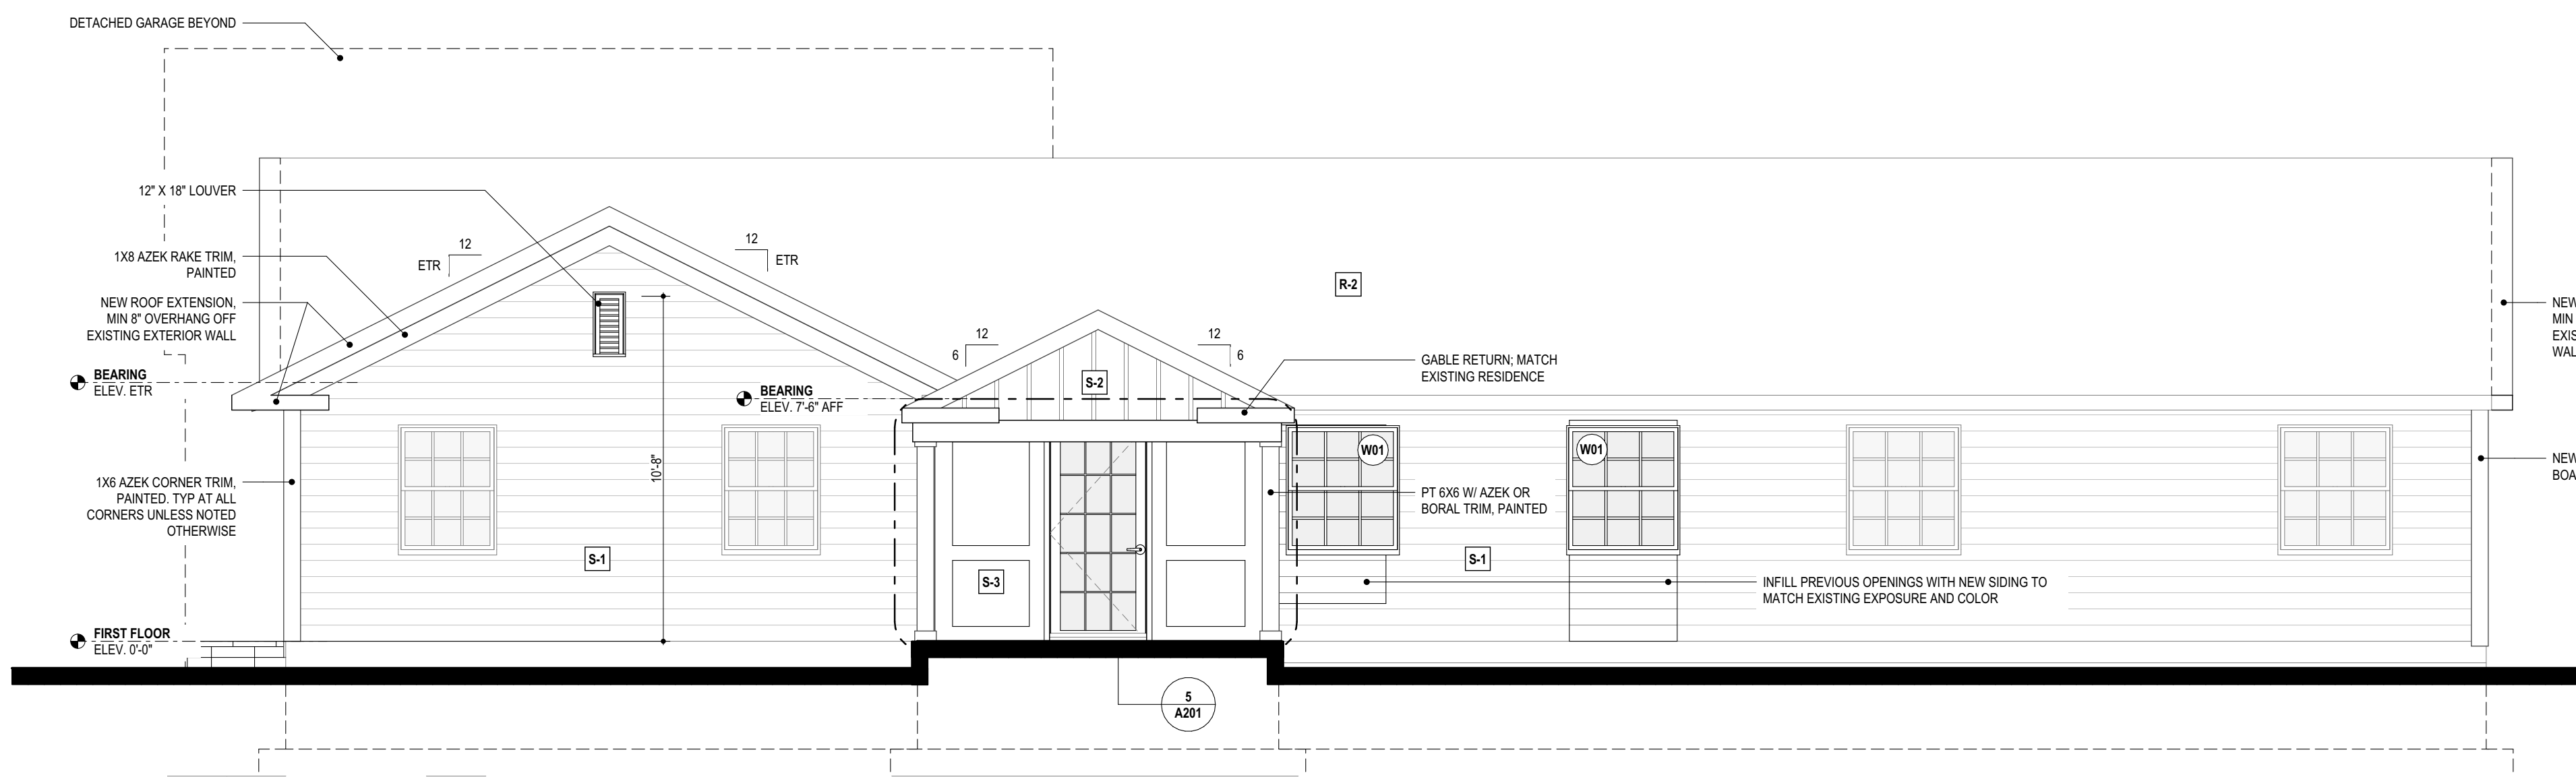 DETACHED GARAGE BEYOND
12" X 18" LOUVER
1X8 AZEK RAKE TRIM,
PAINTED
NEW ROOF EXTENSION,
MIN 8" OVERHANG OFF
EXISTING EXTERIOR WALL
BEARING
ELEV. ETR
1X6 AZEK CORNER TRIM,
PAINTED. TYP AT ALL
CORNERS UNLESS NOTED
OTHERWISE
FIRST FLOOR
ELEV. 0'-0"
12
ETR
12
ETR
10'-8"
S-1
BEARING
ELEV. 7'-6" AFF
12
6
12
6
S-2
S-3
R-2
GABLE RETURN; MATCH
EXISTING RESIDENCE
W01
W01
PT 6X6 W/ AZEK OR
BORAL TRIM, PAINTED
S-1
INFILL PREVIOUS OPENINGS WITH NEW SIDING TO
MATCH EXISTING EXPOSURE AND COLOR
5
A201
NEW
MIN
EXIS
WAL
NEW
BOA